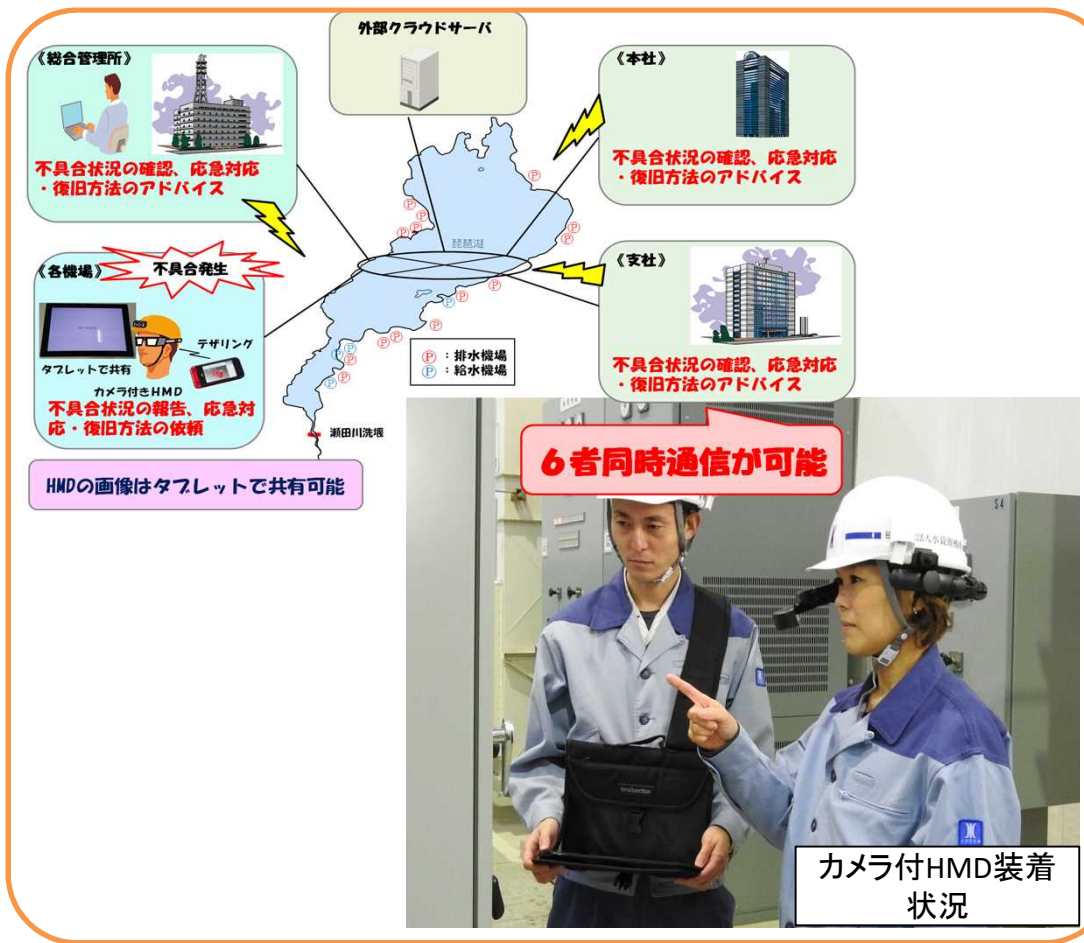 外部クラウドサーバ
《総合管理所》
不具合状況の確認、応急対応
・復旧方法のアドバイス
《本社》
不具合状況の確認、応急対応
・復旧方法のアドバイス
琵琶湖
《各機場》
不具合発生
テザリング
タブレットで共有
カメラ付きHMD
不具合状況の報告、応急対
応・復旧方法の依頼
《支社》
不具合状況の確認、応急対応
・復旧方法のアドバイス
Ⓟ：排水機場
Ⓟ：給水機場
瀬田川洗堰
HMDの画像はタブレットで共有可能
6者同時通信が可能
S4
カメラ付HMD装着
状況